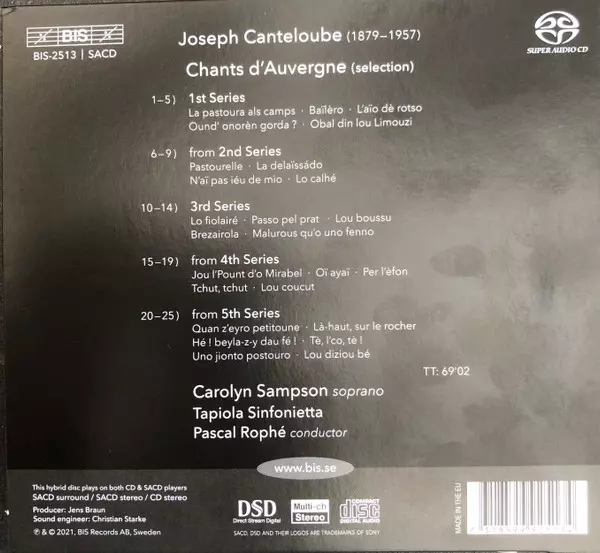 BIS
BIS-2513 | SACD
SUPER AUDIO CD
Joseph Canteloube (1879–1957)
Chants d'Auvergne (selection)
1–5) 1st Series
La pastoura als camps · Baïlèro · L'aïo dè rotso
Ound' onorèn gorda ? · Obal din lou Limouzi
6–9) from 2nd Series
Pastourelle · La delaïssádo
N'aï pas iéu de mio · Lo calhé
10–14) 3rd Series
Lo fiolairé · Passo pel prat · Lou boussu
Brezairola · Malurous qu'o uno fenno
15–19) from 4th Series
Jou l'Pount d'o Mirabel · Oï ayaï · Per l'èfon
Tchut, tchut · Lou coucut
20–25) from 5th Series
Quan z'eyro petitoune · Là-haut, sur le rocher
Hé ! beyla-z-y dau fé ! · Tè, l'co, tè !
Uno jionto postouro · Lou diziou bé
TT: 69'02
Carolyn Sampson soprano
Tapiola Sinfonietta
Pascal Rophé conductor
www.bis.se
This hybrid disc plays on both CD & SACD players
SACD surround / SACD stereo / CD stereo
Producer: Jens Braun
Sound engineer: Christian Starke
℗ & © 2021, BIS Records AB, Sweden
DSD
Direct Stream Digital
Multi-ch
Stereo
COMPACT
disc
DIGITAL AUDIO
SACD, DSD AND THEIR LOGOS ARE TRADEMARKS OF SONY
MADE IN THE EU